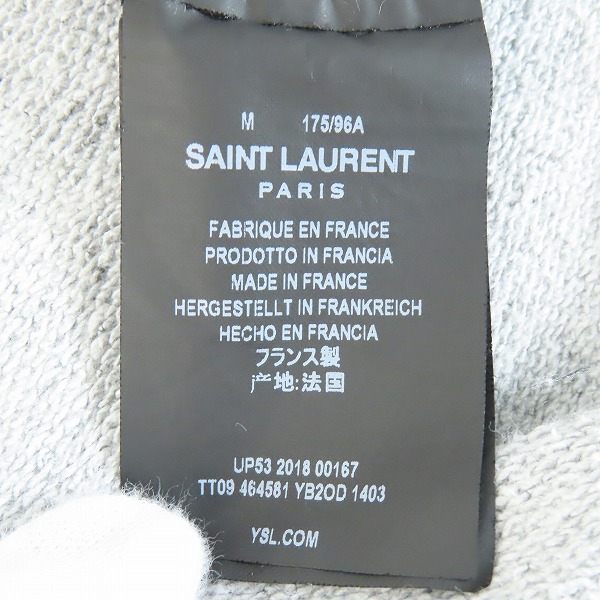 M 175/96A
SAINT LAURENT
PARIS
FABRIQUE EN FRANCE
PRODOTTO IN FRANCIA
MADE IN FRANCE
HERGESTELLT IN FRANKREICH
HECHO EN FRANCIA
フランス製
产地:法国
UP53 2018 00167
TT09 464581 YB2OD 1403
YSL.COM